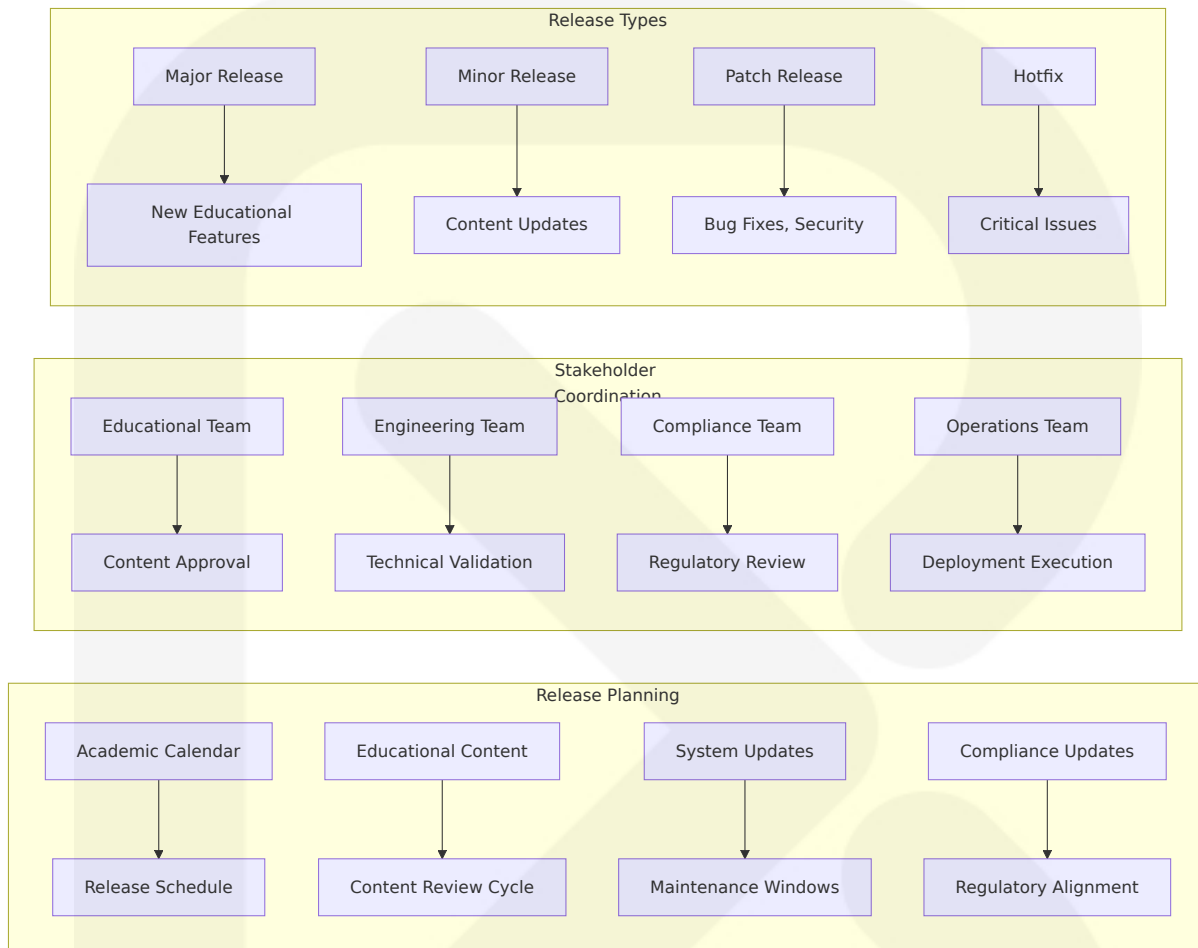 Release Types
Major Release
Minor Release
Patch Release
Hotfix
New Educational
Features
Content Updates
Bug Fixes, Security
Critical Issues
Stakeholder
Coordination
Educational Team
Engineering Team
Compliance Team
Operations Team
Content Approval
Technical Validation
Regulatory Review
Deployment Execution
Release Planning
Academic Calendar
Educational Content
System Updates
Compliance Updates
Release Schedule
Content Review Cycle
Maintenance Windows
Regulatory Alignment